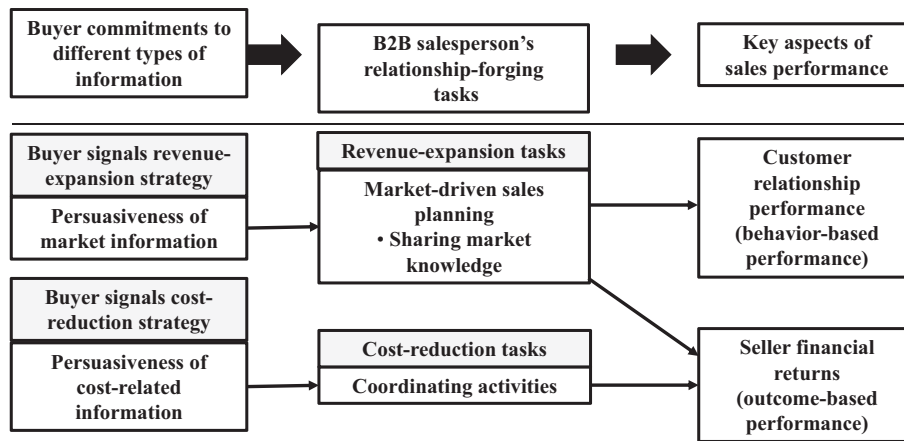 Buyer commitments to
different types of
information
B2B salesperson's
relationship-forging
tasks
Key aspects of
sales performance
Buyer signals revenue-
expansion strategy
Persuasiveness of
market information
Revenue-expansion tasks
Market-driven sales
planning
• Sharing market
knowledge
Customer
relationship
performance
(behavior-based
performance)
Buyer signals cost-
reduction strategy
Persuasiveness of
cost-related
information
Cost-reduction tasks
Coordinating activities
Seller financial
returns
(outcome-based
performance)